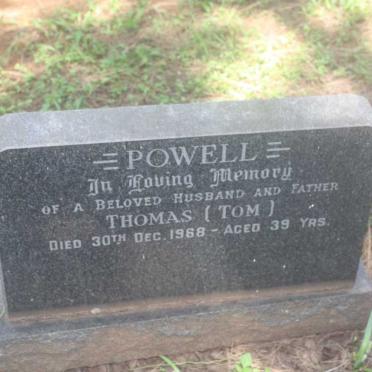 POWELL
In Loving Memory
OF A BELOVED HUSBAND AND FATHER
THOMAS (TOM)
DIED 30TH DEC. 1968 - AGED 39 YRS.